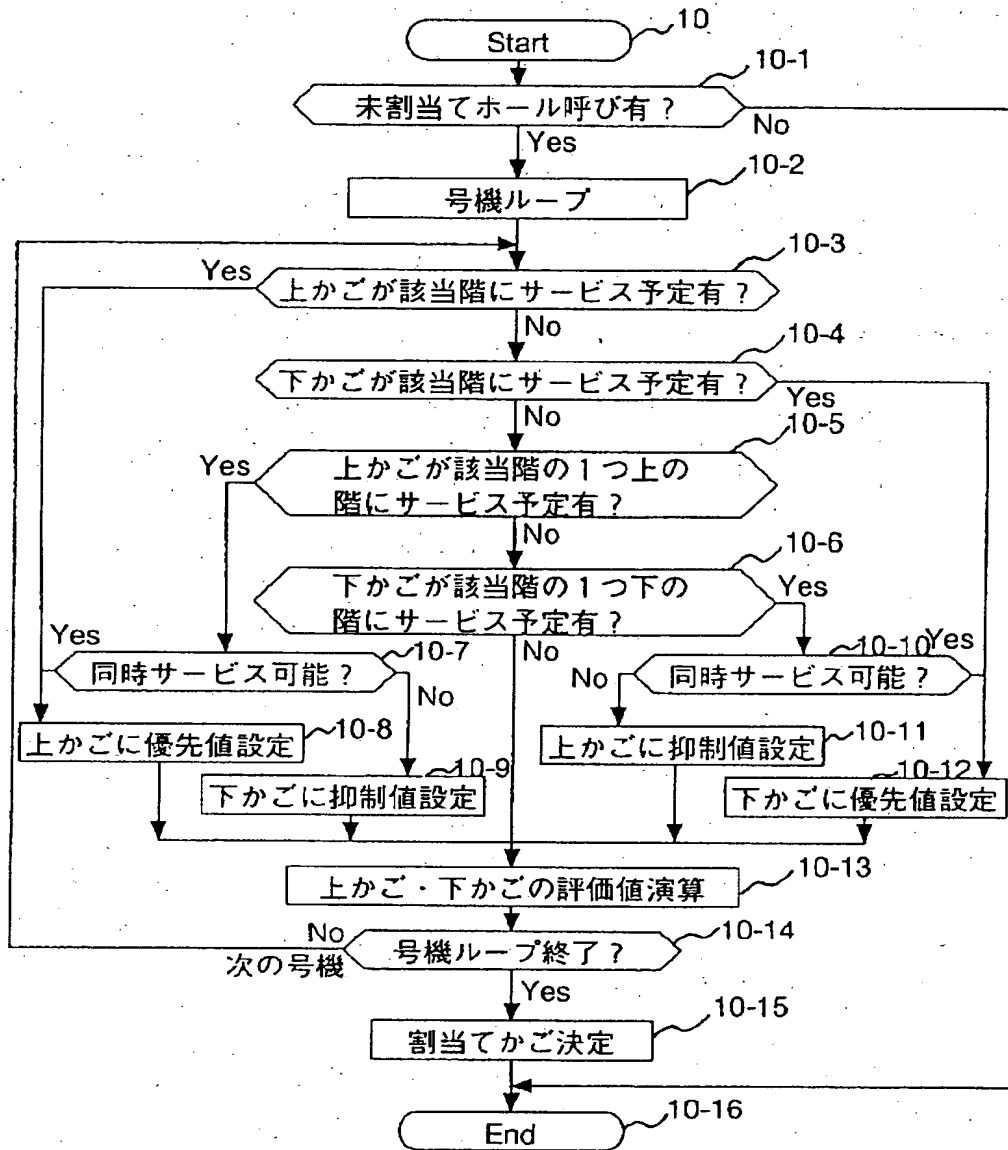 Start
10
10-1
未割当てホール呼び有？
No
Yes
10-2
号機ループ
10-3
Yes
上かごが該当階にサービス予定有？
No
10-4
下かごが該当階にサービス予定有？
Yes
No
10-5
Yes
上かごが該当階の１つ上の
階にサービス予定有？
No
10-6
下かごが該当階の１つ下の
階にサービス予定有？
Yes
No
Yes
10-7
同時サービス可能？
No
10-10
Yes
No
同時サービス可能？
上かごに優先値設定
10-8
10-9
下かごに抑制値設定
上かごに抑制値設定
10-11
10-12
下かごに優先値設定
上かご・下かごの評価値演算
10-13
No
次の号機
号機ループ終了？
10-14
Yes
10-15
割当てかご決定
10-16
End